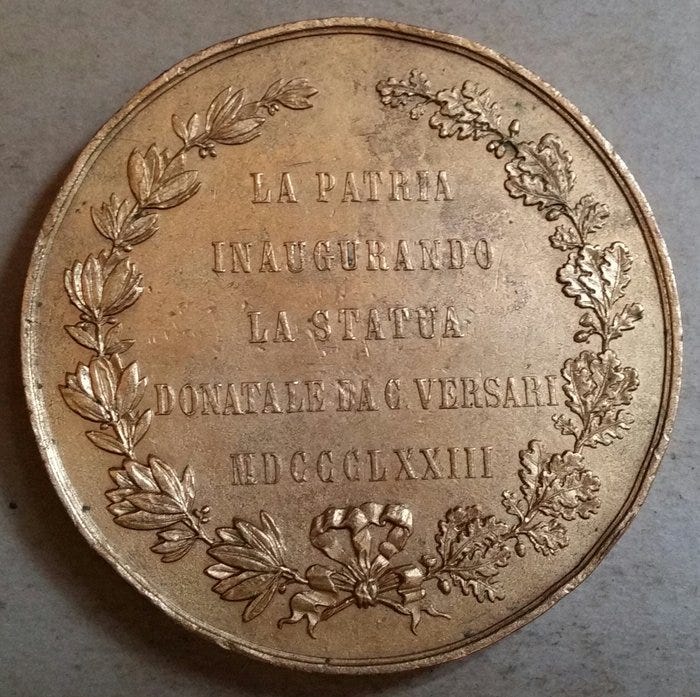 LA PATRIA
INAUGURANDO
LA STATUA
DONATALE DA C. VERSARI
MDCCCLXXIII